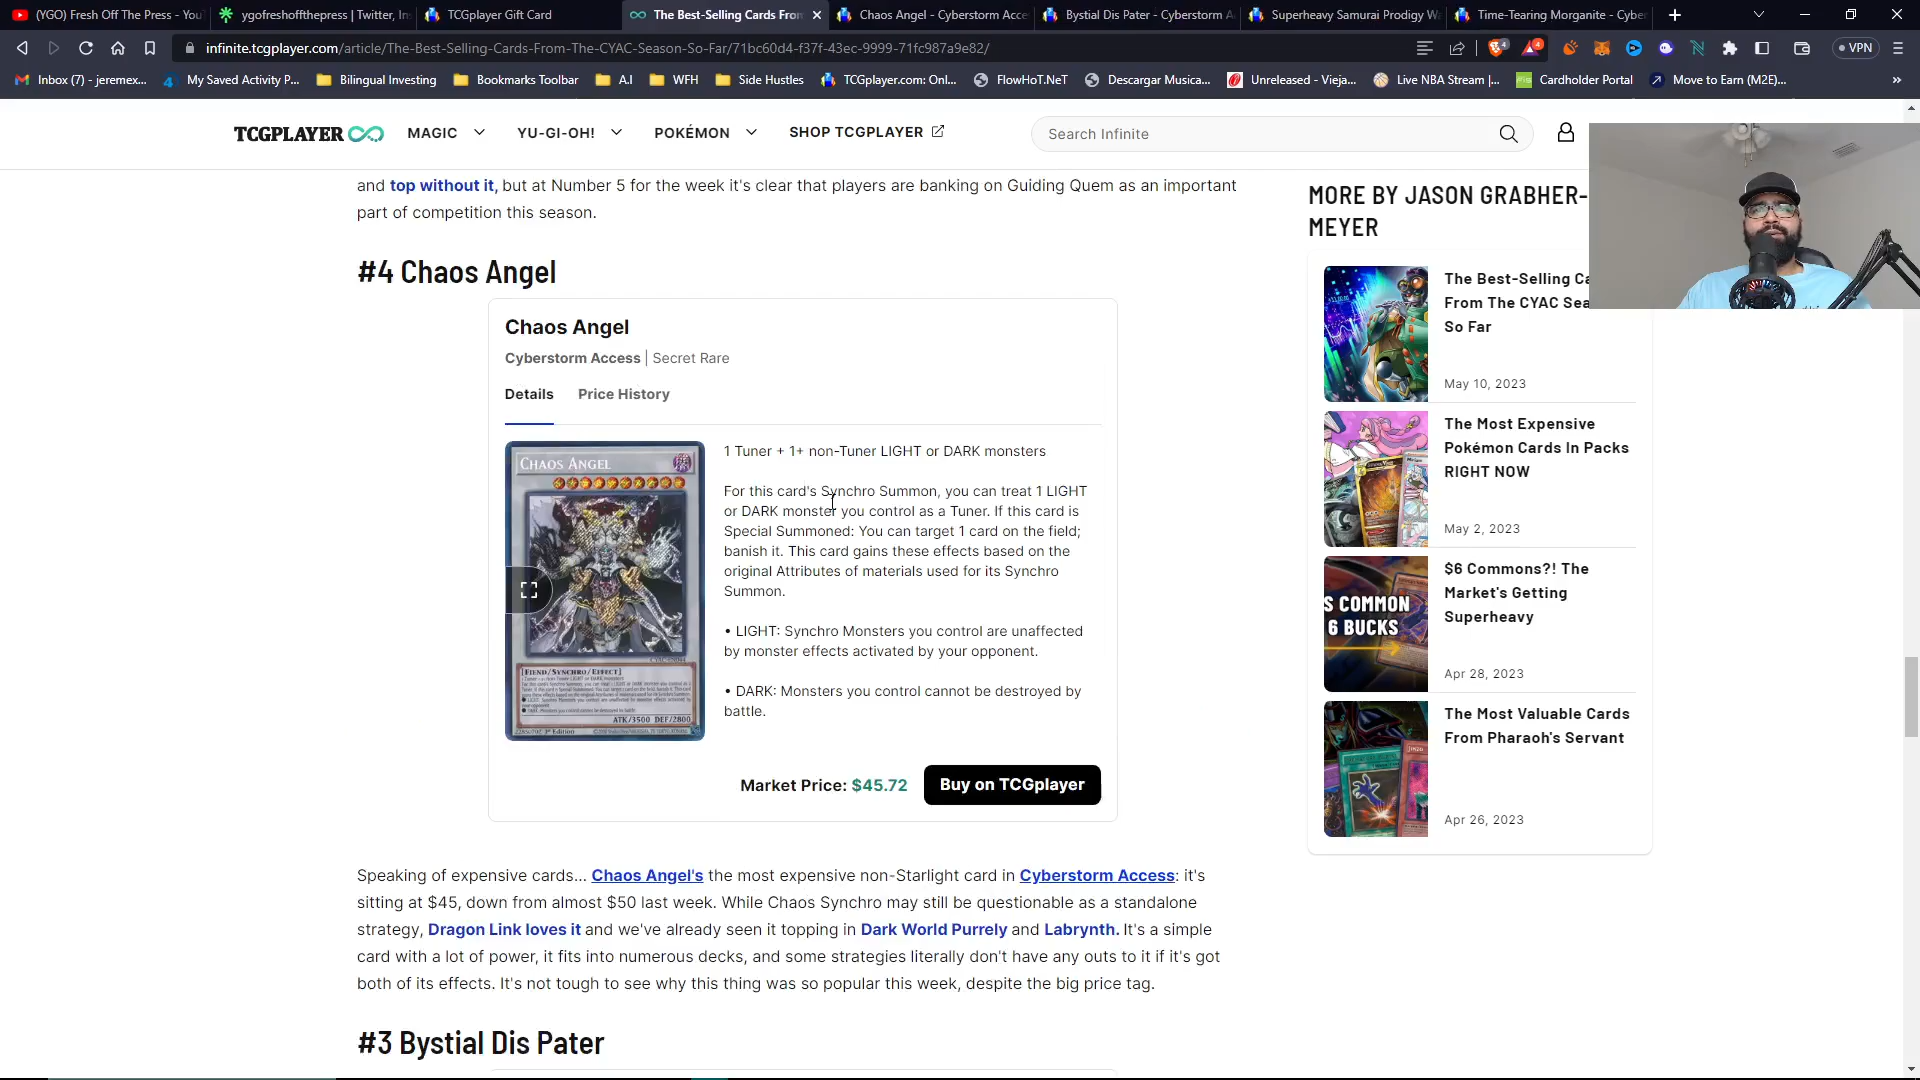 (YGO) Fresh Off The Press - You
ygofreshoffthepress | Twitter, In
TCGplayer Gift Card
The Best-Selling Cards From
Chaos Angel - Cyberstorm Acce
Bystial Dis Pater - Cyberstorm A
Superheavy Samurai Prodigy W
Time-Tearing Morganite - Cyber
infinite.tcgplayer.com/article/The-Best-Selling-Cards-From-The-CYAC-Season-So-Far/71bc60d4-f37f-43ec-9999-71fc987a9e82/
VPN
Inbox (7) - jeremex...
My Saved Activity P...
Bilingual Investing
Bookmarks Toolbar
A.I
WFH
Side Hustles
TCGplayer.com: Onl...
FlowHoT.NeT
Descargar Musica...
Unreleased - Vieja...
Live NBA Stream |...
Cardholder Portal
Move to Earn (M2E)...
TCGPLAYER
MAGIC
YU-GI-OH!
POKÉMON
SHOP TCGPLAYER
Search Infinite
and top without it, but at Number 5 for the week it's clear that players are banking on Guiding Quem as an important
part of competition this season.
#4 Chaos Angel
Chaos Angel
Cyberstorm Access | Secret Rare
Details
Price History
CHAOS ANGEL
[FIEND/SYNCHRO/EFFECT]
ATK/3500 DEF/2800
1st Edition
1 Tuner + 1+ non-Tuner LIGHT or DARK monsters
For this card's Synchro Summon, you can treat 1 LIGHT
or DARK monster you control as a Tuner. If this card is
Special Summoned: You can target 1 card on the field;
banish it. This card gains these effects based on the
original Attributes of materials used for its Synchro
Summon.
• LIGHT: Synchro Monsters you control are unaffected
by monster effects activated by your opponent.
• DARK: Monsters you control cannot be destroyed by
battle.
Market Price: $45.72
Buy on TCGplayer
Speaking of expensive cards... Chaos Angel's the most expensive non-Starlight card in Cyberstorm Access: it's
sitting at $45, down from almost $50 last week. While Chaos Synchro may still be questionable as a standalone
strategy, Dragon Link loves it and we've already seen it topping in Dark World Purrely and Labrynth. It's a simple
card with a lot of power, it fits into numerous decks, and some strategies literally don't have any outs to it if it's got
both of its effects. It's not tough to see why this thing was so popular this week, despite the big price tag.
#3 Bystial Dis Pater
MORE BY JASON GRABHER-
MEYER
The Best-Selling Ca
From The CYAC Sea
So Far
May 10, 2023
The Most Expensive
Pokémon Cards In Packs
RIGHT NOW
May 2, 2023
S COMMON
6 BUCKS
$6 Commons?! The
Market's Getting
Superheavy
Apr 28, 2023
The Most Valuable Cards
From Pharaoh's Servant
Apr 26, 2023